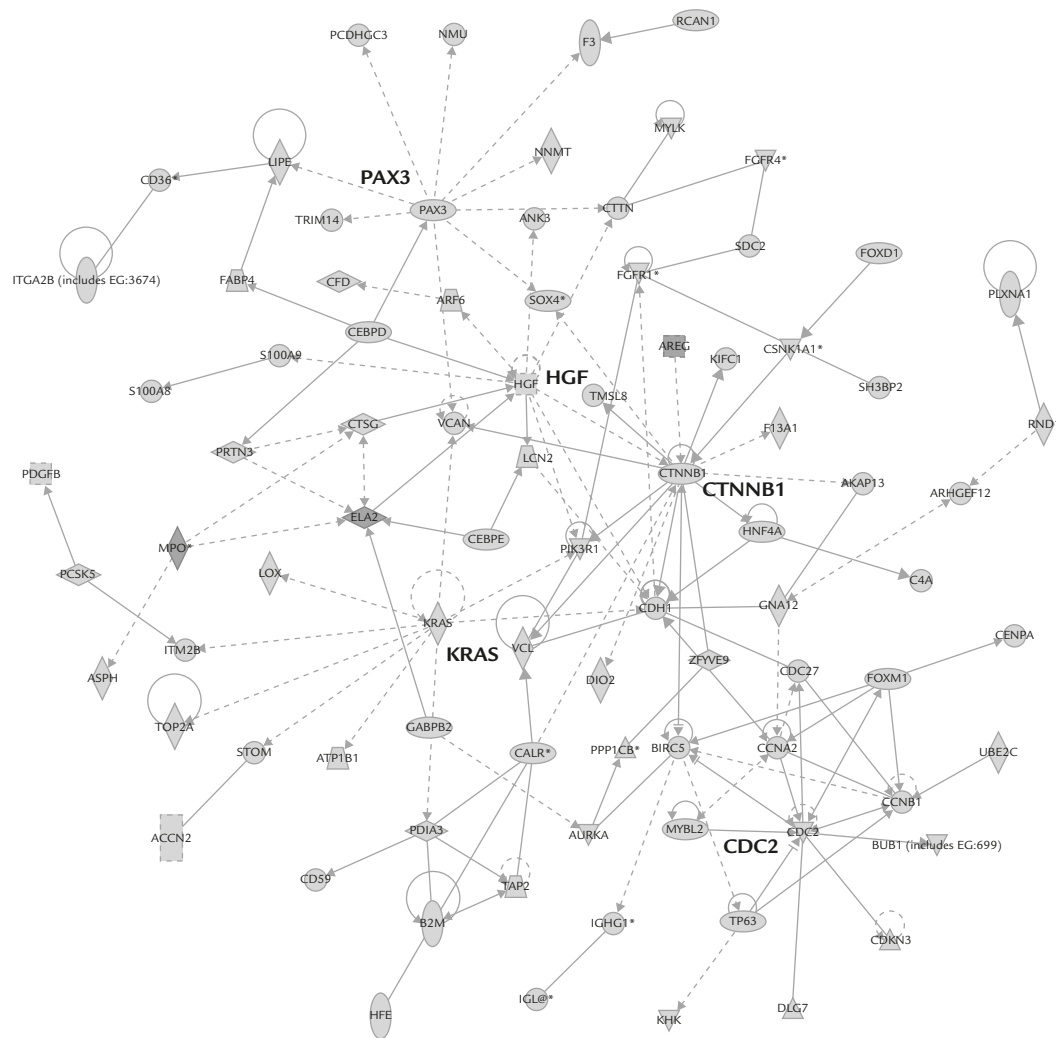 RCAN1
PCDHGC3
NMU
F3
MYLK
NNMT
LIPE
FGFR4*
CD36*
PAX3
PAX3
CTTN
TRIM14
ANK3
SDC2
FOXD1
ITGA2B (includes EG:3674)
FABP4
CFD
ARF6
SOX4*
FGFR1*
PLXNA1
CEBPD
AREG
CSNK1A1*
S100A9
KIFC1
S100A8
HGF
HGF
TMSL8
SH3BP2
CTSG
VCAN
F13A1
RND1
PRTN3
LCN2
PDGFB
CTNNB1
CTNNB1
AKAP13
ARHGEF12
ELA2
HNF4A
CEBPE
PIK3R1
MPO*
PCSK5
LOX
C4A
CDH1
GNA12
KRAS
CENPA
ITM2B
KRAS
VCL
ZFYVE9
CDC27
ASPH
DIO2
FOXM1
TOP2A
GABPB2
STOM
ATP1B1
CALR*
PPP1CB*
BIRC5
CCNA2
UBE2C
CCNB1
ACCN2
PDIA3
AURKA
MYBL2
CDC2
CDC2
BUB1 (includes EG:699)
CD59
TAP2
B2M
IGHG1*
TP63
CDKN3
IGL@*
HFE
KHK
DLG7